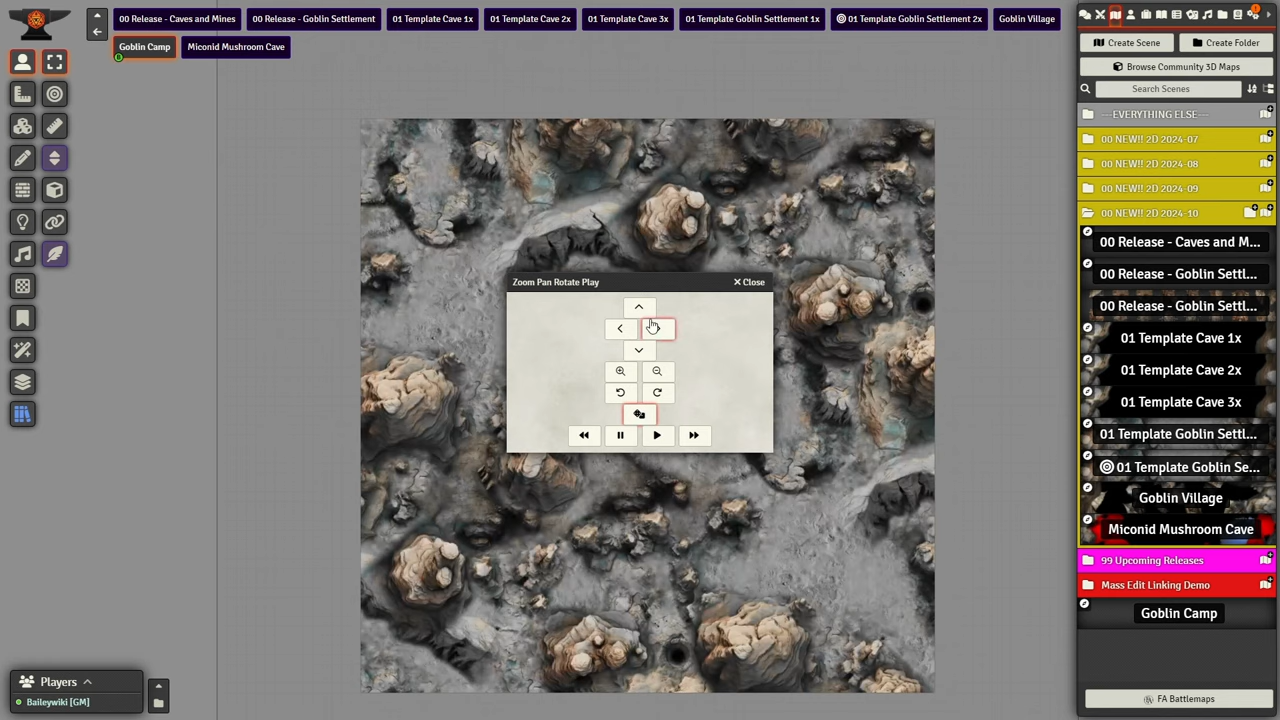 00 Release - Caves and Mines
00 Release - Goblin Settlement
01 Template Cave 1x
01 Template Cave 2x
01 Template Cave 3x
01 Template Goblin Settlement 1x
01 Template Goblin Settlement 2x
Goblin Village
Goblin Camp
Miconid Mushroom Cave
Zoom Pan Rotate Play
Close
Players
Baileywiki [GM]
Create Scene
Create Folder
Browse Community 3D Maps
Search Scenes
---EVERYTHING ELSE---
00 NEW!! 2D 2024-07
00 NEW!! 2D 2024-08
00 NEW!! 2D 2024-09
00 NEW!! 2D 2024-10
00 Release - Caves and M...
00 Release - Goblin Settl...
00 Release - Goblin Settl...
01 Template Cave 1x
01 Template Cave 2x
01 Template Cave 3x
01 Template Goblin Settl...
01 Template Goblin Se...
Goblin Village
Miconid Mushroom Cave
99 Upcoming Releases
Mass Edit Linking Demo
Goblin Camp
FA Battlemaps